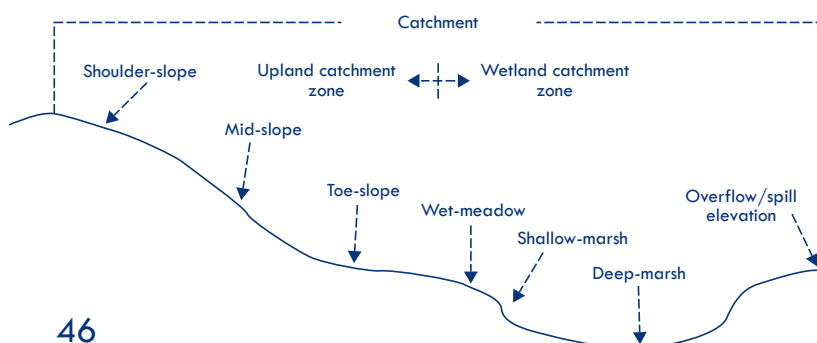 Catchment
Shoulder-slope
Upland catchment
zone
Wetland catchment
zone
Mid-slope
Toe-slope
Wet-meadow
Overflow/spill
elevation
Shallow-marsh
Deep-marsh
46